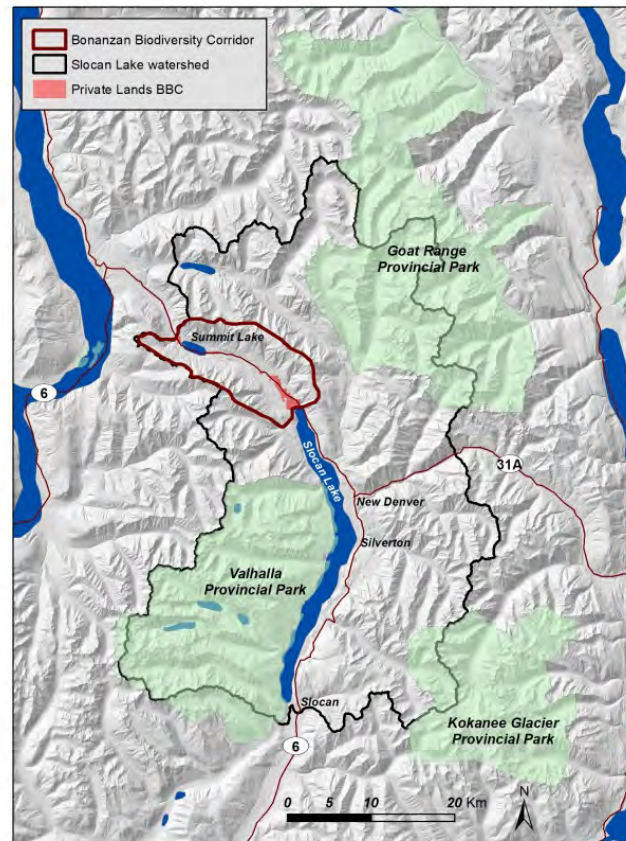 Bonanzan Biodiversity Corridor
Slocan Lake watershed
Private Lands BBC
Goat Range
Provincial Park
Summit Lake
6
Slocan Lake
31A
New Denver
Silverton
Valhalla
Provincial Park
Slocan
Kokanee Glacier
Provincial Park
6
0 5 10 20 Km
N